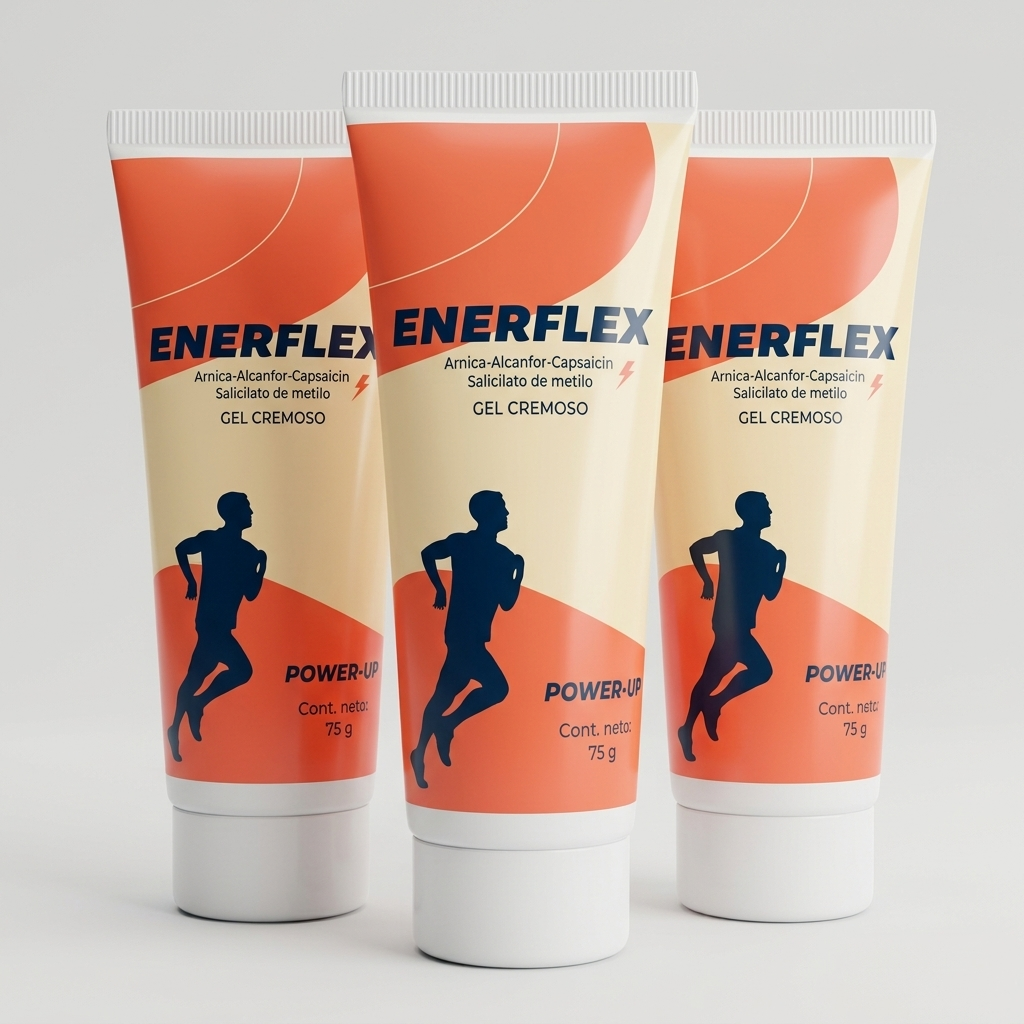 ENERFLEX
Arnica-Alcanfor-Capsaicin
Salicilato de metilo
GEL CREMOSO
POWER-UP
Cont. neto:
75 g
ENERFLEX
Arnica-Alcanfor-Capsaicin
Salicilato de metilo
GEL CREMOSO
POWER-UP
Cont. neto:
75 g
ENERFLEX
Arnica-Alcanfor-Capsaicin
Salicilato de metilo
GEL CREMOSO
POWER-UP
Cont. neto:
75 g